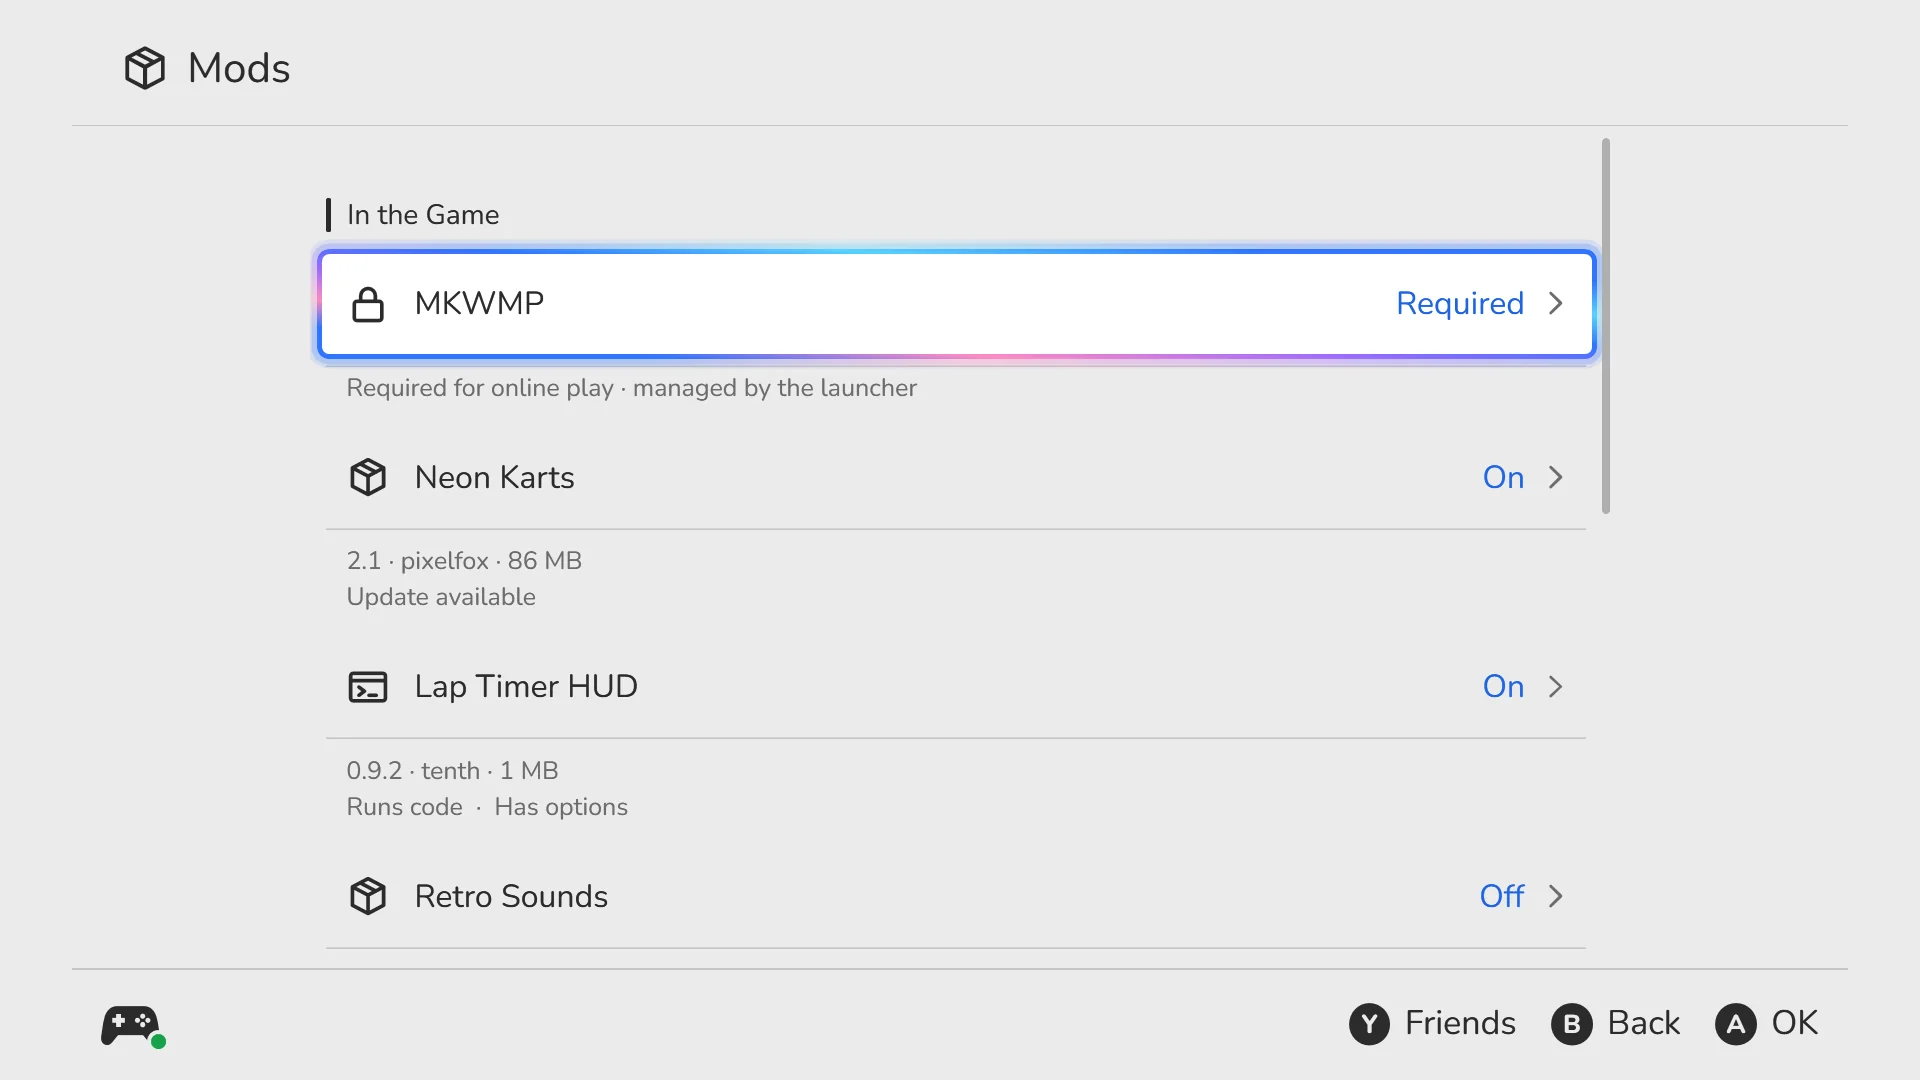 Mods
In the Game
MKWMP Required
Required for online play · managed by the launcher
Neon Karts On
2.1 · pixelfox · 86 MB
Update available
Lap Timer HUD On
0.9.2 · tenth · 1 MB
Runs code · Has options
Retro Sounds Off
Y Friends B Back A OK